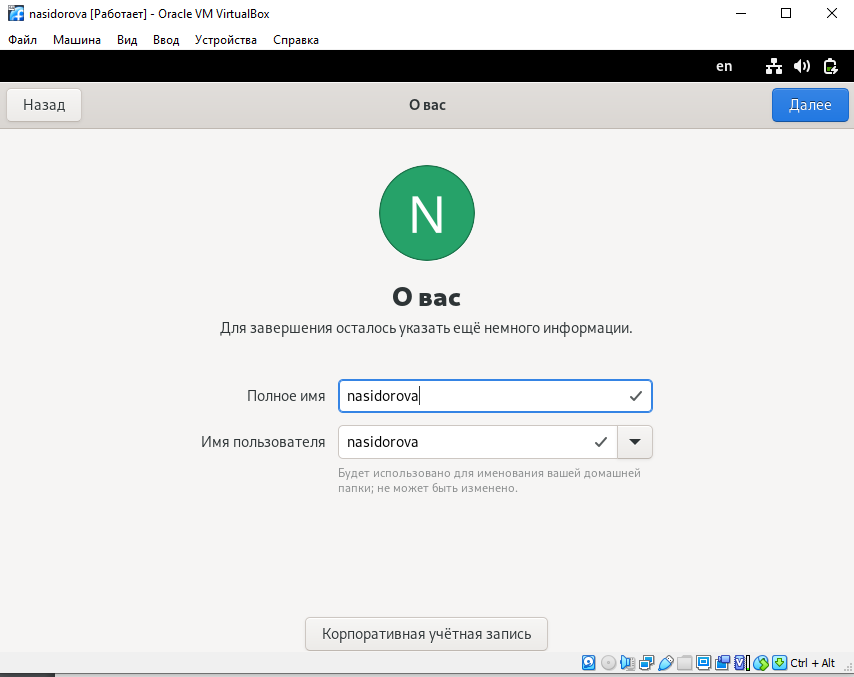 nasidorova [Работает] - Oracle VM VirtualBox
Файл Машина Вид Ввод Устройства Справка
en
Назад О вас Далее
N
О вас
Для завершения осталось указать ещё немного информации.
Полное имя nasidorova
Имя пользователя nasidorova
Будет использовано для именования вашей домашней
папки; не может быть изменено.
Корпоративная учётная запись
Ctrl + Alt